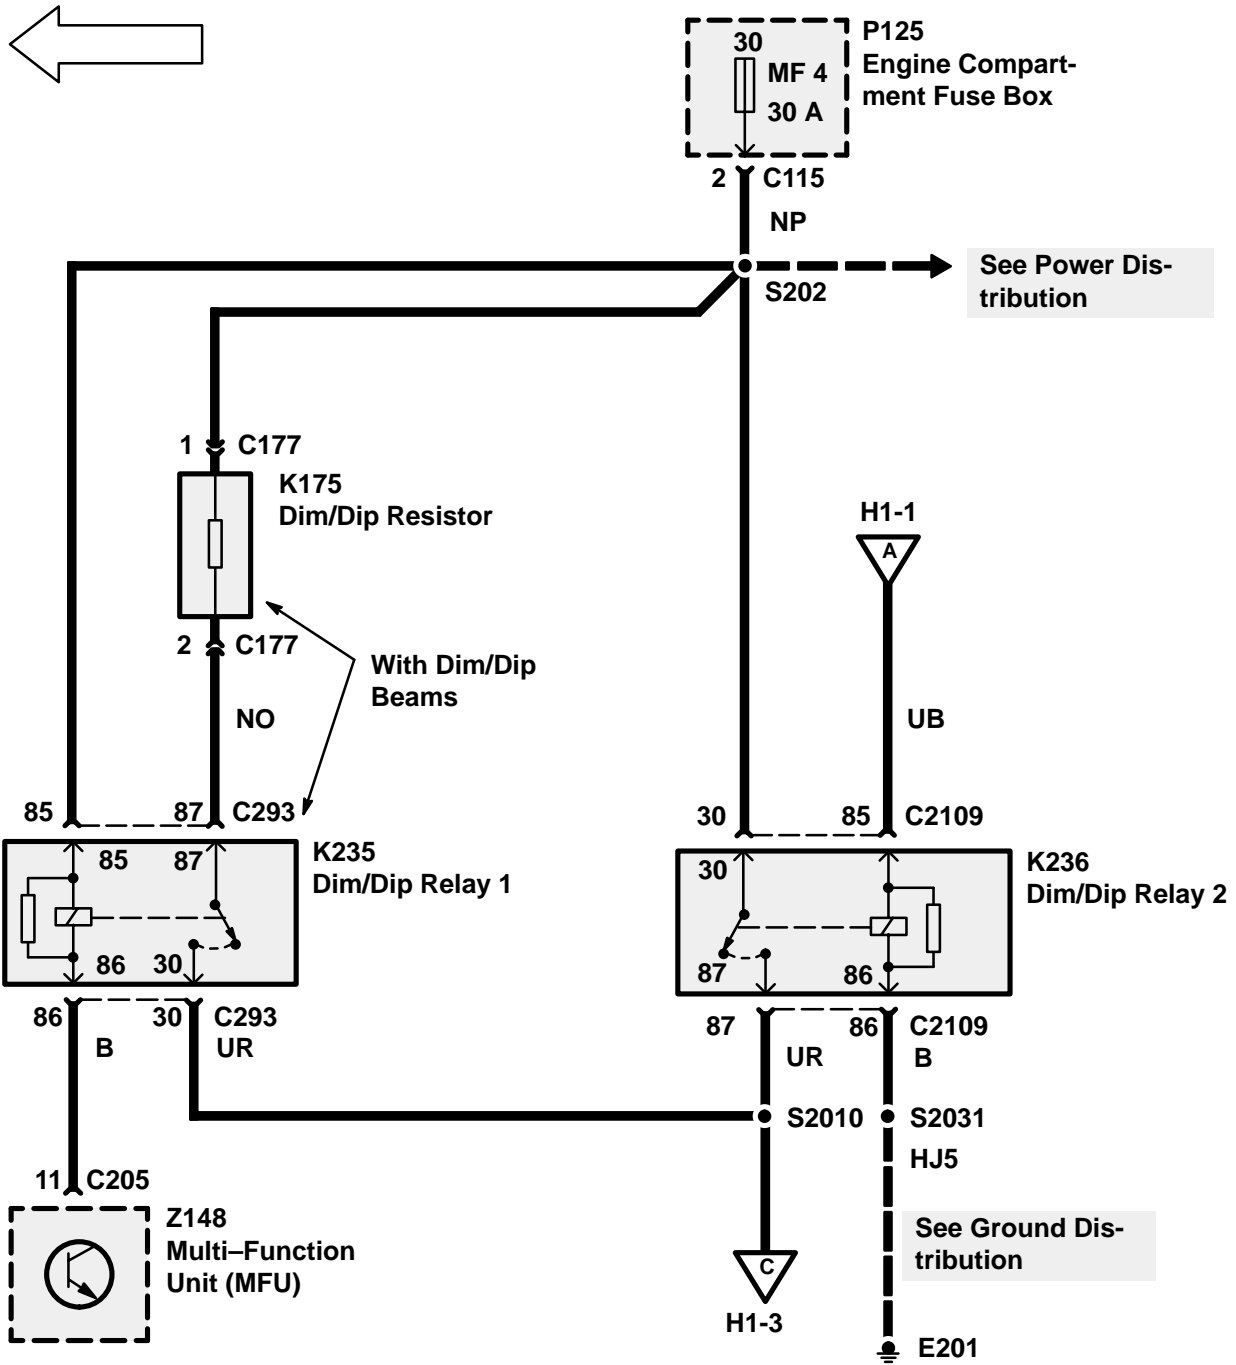 30
MF 4
30 A
P125
Engine Compart-
ment Fuse Box
2
C115
NP
S202
See Power Dis-
tribution
1
C177
K175
Dim/Dip Resistor
2
C177
With Dim/Dip
Beams
NO
H1-1
A
UB
85
87
C293
85
87
86
30
K235
Dim/Dip Relay 1
30
85
C2109
30
87
86
K236
Dim/Dip Relay 2
86
30
C293
B
UR
87
86
C2109
UR
B
S2010
S2031
HJ5
11
C205
Z148
Multi–Function
Unit (MFU)
See Ground Dis-
tribution
C
H1-3
E201